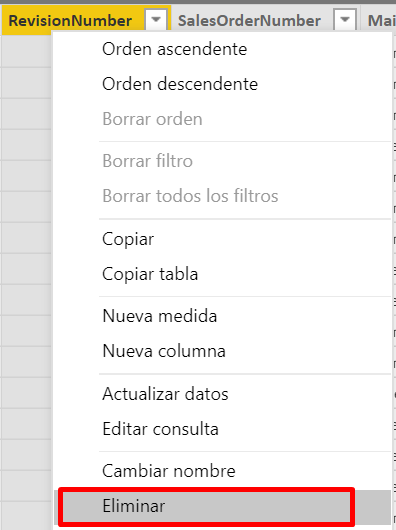 RevisionNumber SalesOrderNumber Mai
Orden ascendente
Orden descendente
Borrar orden
Borrar filtro
Borrar todos los filtros
Copiar
Copiar tabla
Nueva medida
Nueva columna
Actualizar datos
Editar consulta
Cambiar nombre
Eliminar